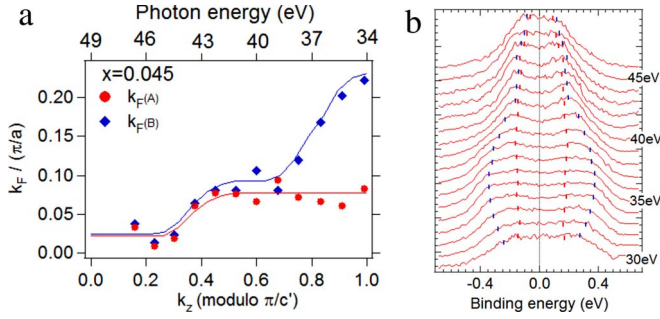 a
Photon energy (eV)
49 46 43 40 37 34
x=0.045
kF(A)
kF(B)
kF / (π/a)
0.20
0.15
0.10
0.05
0.00
0.0 0.2 0.4 0.6 0.8 1.0
kz (modulo π/c')
b
45eV
40eV
35eV
30eV
-0.4 0.0 0.4
Binding energy (eV)